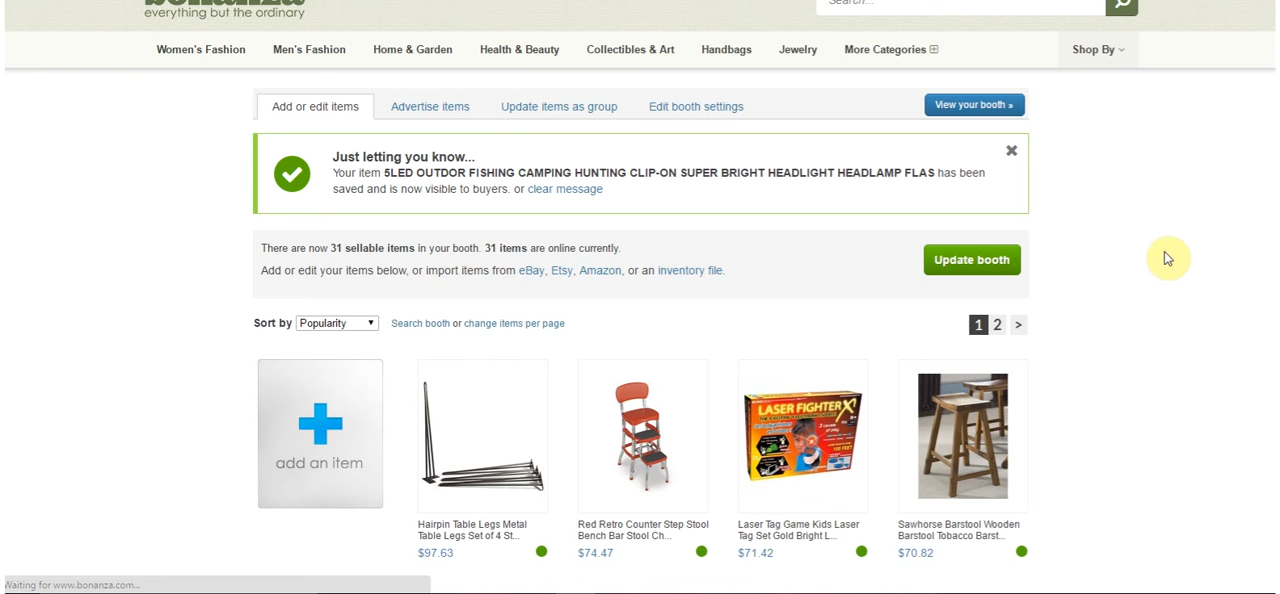 bonanza
everything but the ordinary
Search...
Women's Fashion Men's Fashion Home & Garden Health & Beauty Collectibles & Art Handbags Jewelry More Categories Shop By
Add or edit items Advertise items Update items as group Edit booth settings View your booth »
Just letting you know...
Your item 5LED OUTDOR FISHING CAMPING HUNTING CLIP-ON SUPER BRIGHT HEADLIGHT HEADLAMP FLAS has been
saved and is now visible to buyers. or clear message
There are now 31 sellable items in your booth. 31 items are online currently.
Add or edit your items below, or import items from eBay, Etsy, Amazon, or an inventory file.
Update booth
Sort by Popularity Search booth or change items per page 1 2 >
add an item
LASER FIGHTER X
Hairpin Table Legs Metal
Table Legs Set of 4 St...
$97.63
Red Retro Counter Step Stool
Bench Bar Stool Ch...
$74.47
Laser Tag Game Kids Laser
Tag Set Gold Bright L...
$71.42
Sawhorse Barstool Wooden
Barstool Tobacco Barst...
$70.82
Waiting for www.bonanza.com...